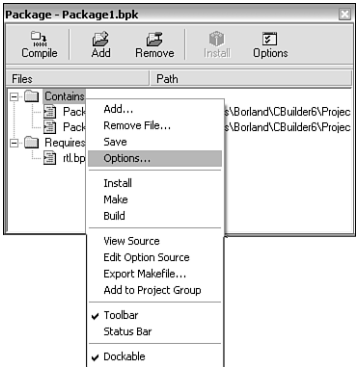 Package - Package1.bpk
Compile Add Remove Install Options
Files Path
Contains
Pac s\Borland\CBuilder6\Projec
Pac s\Borland\CBuilder6\Projec
Requires
rtl.bp
Add...
Remove File...
Save
Options...
Install
Make
Build
View Source
Edit Option Source
Export Makefile...
Add to Project Group
Toolbar
Status Bar
Dockable